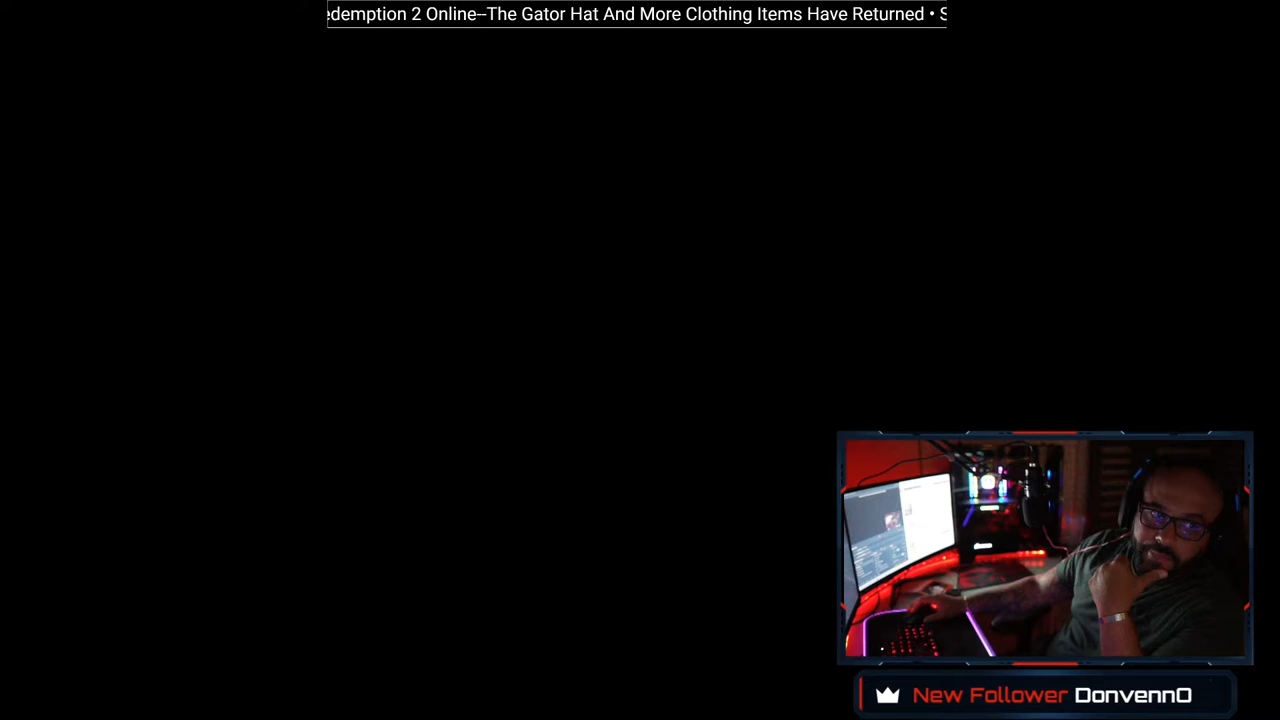 edemption 2 Online--The Gator Hat And More Clothing Items Have Returned • S
New Follower DonvennO